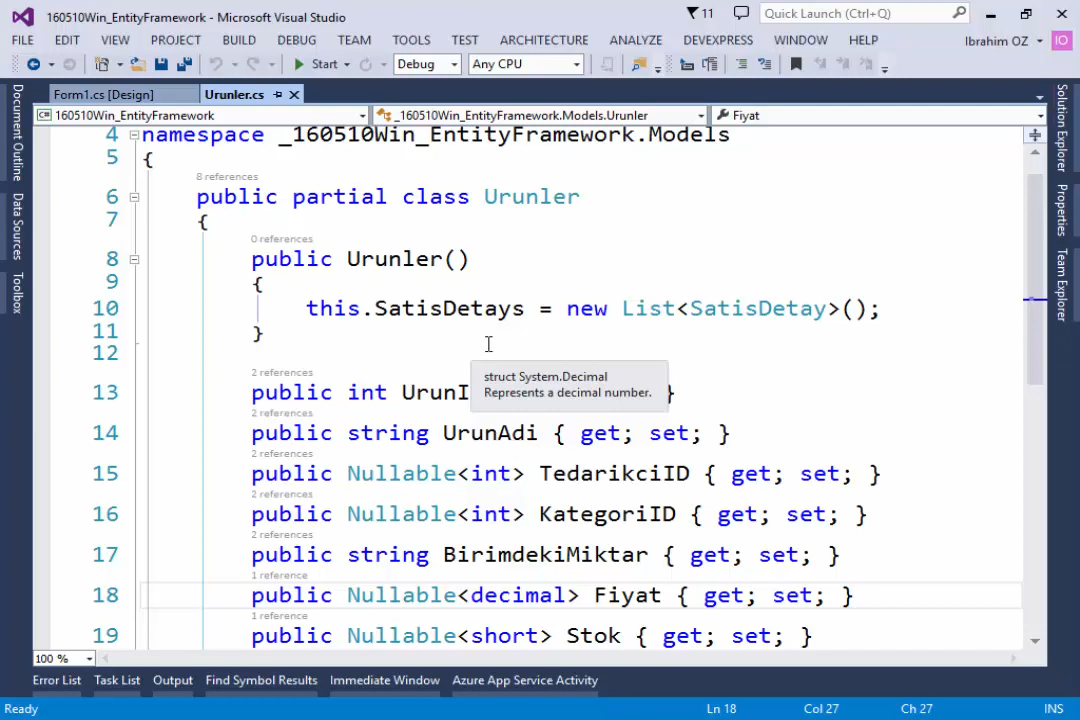 160510Win_EntityFramework - Microsoft Visual Studio
11
Quick Launch (Ctrl+Q)
FILE EDIT VIEW PROJECT BUILD DEBUG TEAM TOOLS TEST ARCHITECTURE ANALYZE DEVEXPRESS WINDOW HELP
Ibrahim OZ
IO
Start Debug Any CPU
Form1.cs [Design] Urunler.cs
160510Win_EntityFramework _160510Win_EntityFramework.Models.Urunler Fiyat
4 namespace _160510Win_EntityFramework.Models
5 {
8 references
6 public partial class Urunler
7 {
0 references
8 public Urunler()
9 {
10 this.SatisDetays = new List<SatisDetay>();
11 }
12
struct System.Decimal
Represents a decimal number.
2 references
13 public int UrunI }
2 references
14 public string UrunAdi { get; set; }
2 references
15 public Nullable<int> TedarikciID { get; set; }
2 references
16 public Nullable<int> KategoriID { get; set; }
2 references
17 public string BirimdekiMiktar { get; set; }
1 reference
18 public Nullable<decimal> Fiyat { get; set; }
1 reference
19 public Nullable<short> Stok { get; set; }
100 %
Document Outline
Data Sources
Toolbox
Solution Explorer
Properties
Team Explorer
Error List Task List Output Find Symbol Results Immediate Window Azure App Service Activity
Ready Ln 18 Col 27 Ch 27 INS